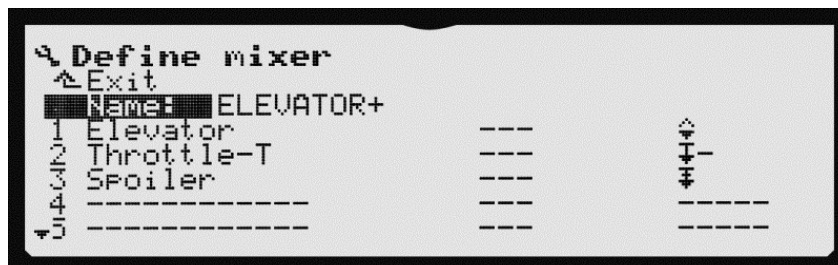 Define mixer
Exit
Name: ELEVATOR+
1 Elevator ---
2 Throttle-T --- -
3 Spoiler ---
4 ------------- --- -----
5 ------------- --- -----